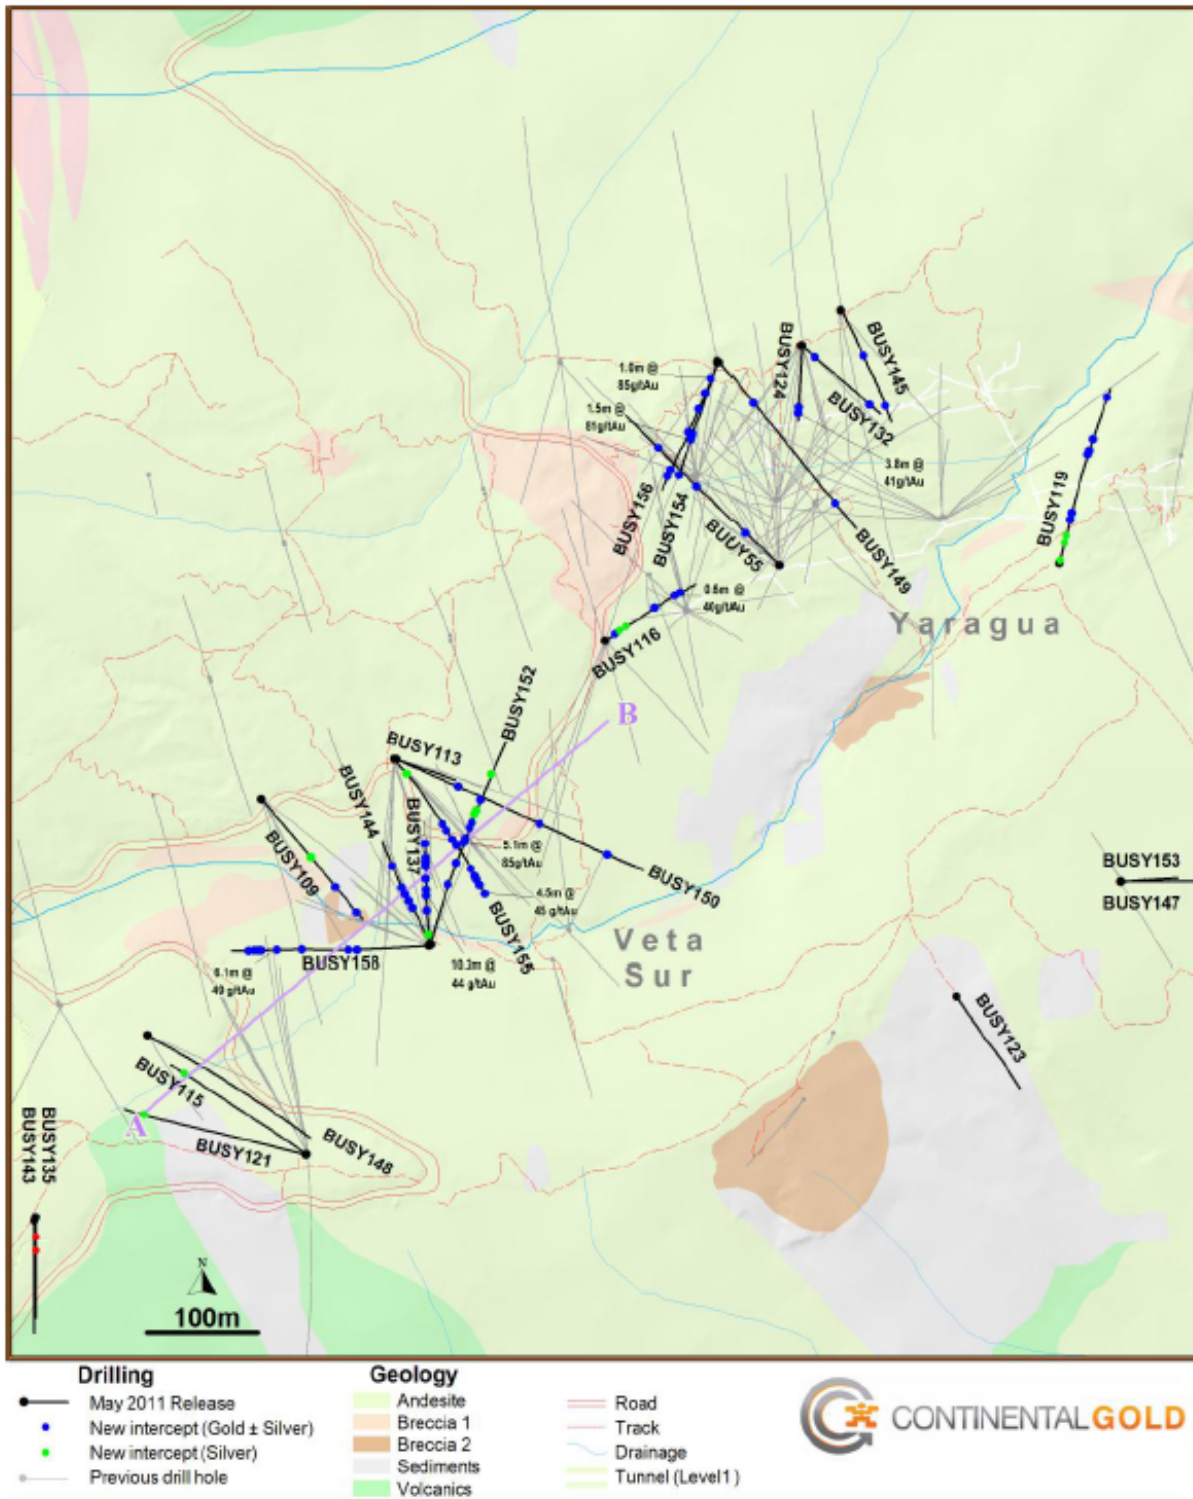 1.0m @
85g/tAu
1.5m @
81g/tAu
BUSY124
BUSY145
BUSY132
3.8m @
41g/tAu
BUSY119
BUSY156
BUSY154
BUUY55
BUSY149
0.6m @
40g/t/Au
Yaragua
BUSY116
BUSY152
B
BUSY113
BUSY144
BUSY137
BUSY109
5.1m @
85g/tAu
4.5m @
45 g/tAu
BUSY150
BUSY153
BUSY147
BUSY155
Veta
Sur
BUSY158
6.1m @
49 g/tAu
10.3m @
44 g/tAu
BUSY123
BUSY115
A
BUSY121
BUSY148
BUSY135
BUSY143
N
100m
Drilling
May 2011 Release
New intercept (Gold ± Silver)
New intercept (Silver)
Previous drill hole
Geology
Andesite
Breccia 1
Breccia 2
Sediments
Volcanics
Road
Track
Drainage
Tunnel (Level1)
CONTINENTAL GOLD